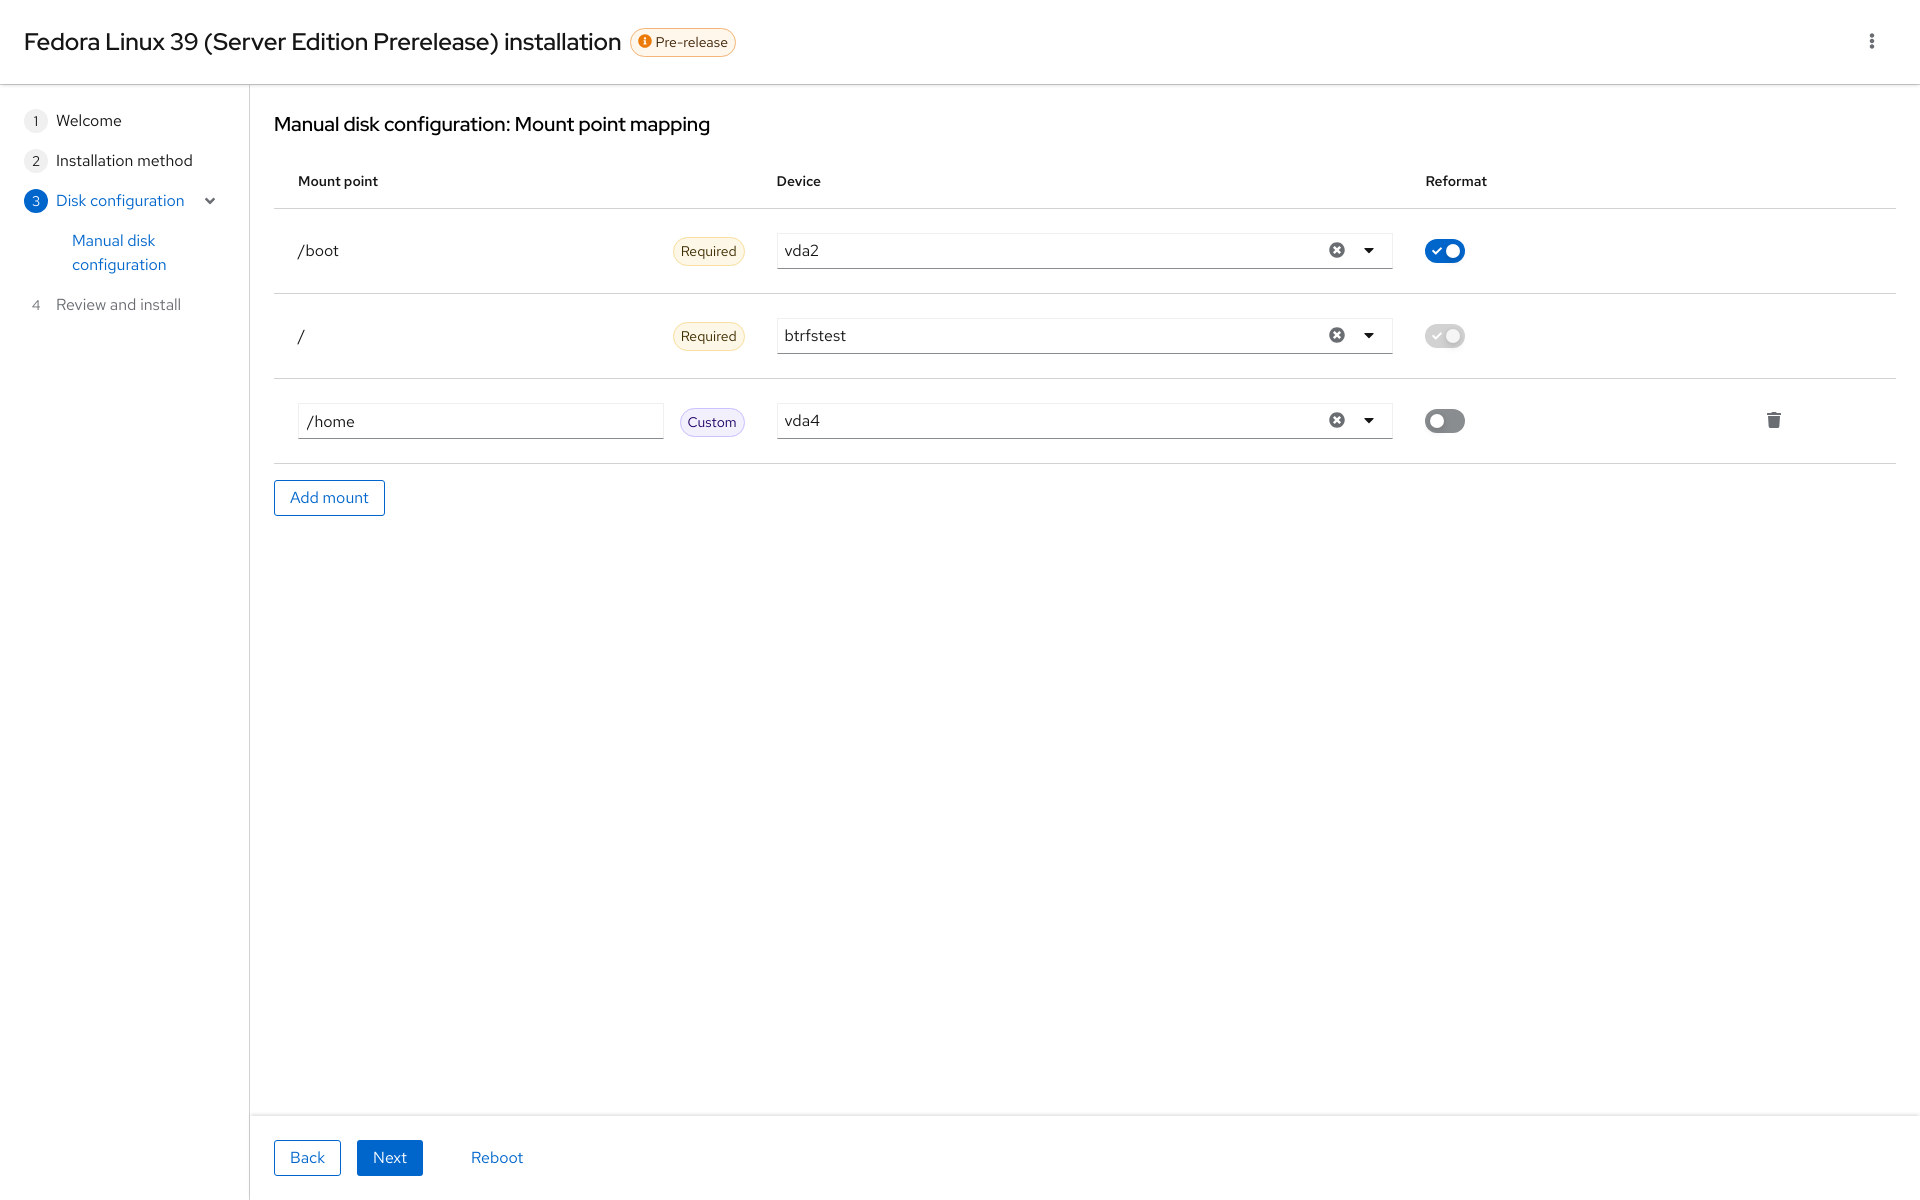 Fedora Linux 39 (Server Edition Prerelease) installation Pre-release
1 Welcome
2 Installation method
3 Disk configuration
Manual disk
configuration
4 Review and install
Manual disk configuration: Mount point mapping
Mount point Device Reformat
/boot Required vda2
/ Required btrfstest
/home Custom vda4
Add mount
Back Next Reboot